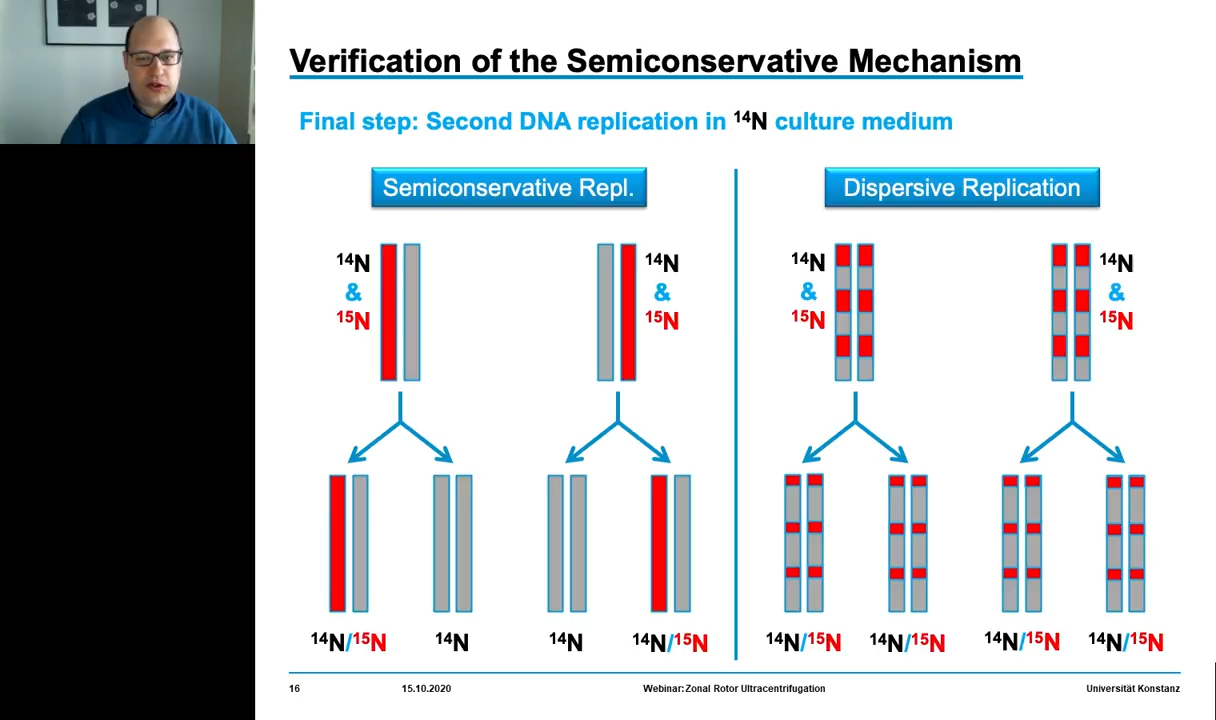 Verification of the Semiconservative Mechanism
Final step: Second DNA replication in ¹⁴N culture medium
Semiconservative Repl.
¹⁴N
&
¹⁵N
¹⁴N
&
¹⁵N
¹⁴N/¹⁵N
¹⁴N
¹⁴N
¹⁴N/¹⁵N
Dispersive Replication
¹⁴N
&
¹⁵N
¹⁴N
&
¹⁵N
¹⁴N/¹⁵N
¹⁴N/¹⁵N
¹⁴N/¹⁵N
¹⁴N/¹⁵N
16
15.10.2020
Webinar: Zonal Rotor Ultracentrifugation
Universität Konstanz